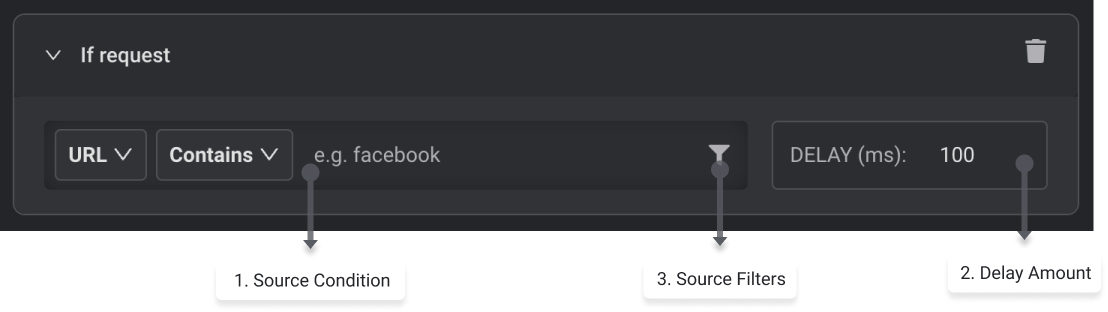 If request
URL Contains e.g. facebook DELAY (ms): 100
1. Source Condition 3. Source Filters 2. Delay Amount